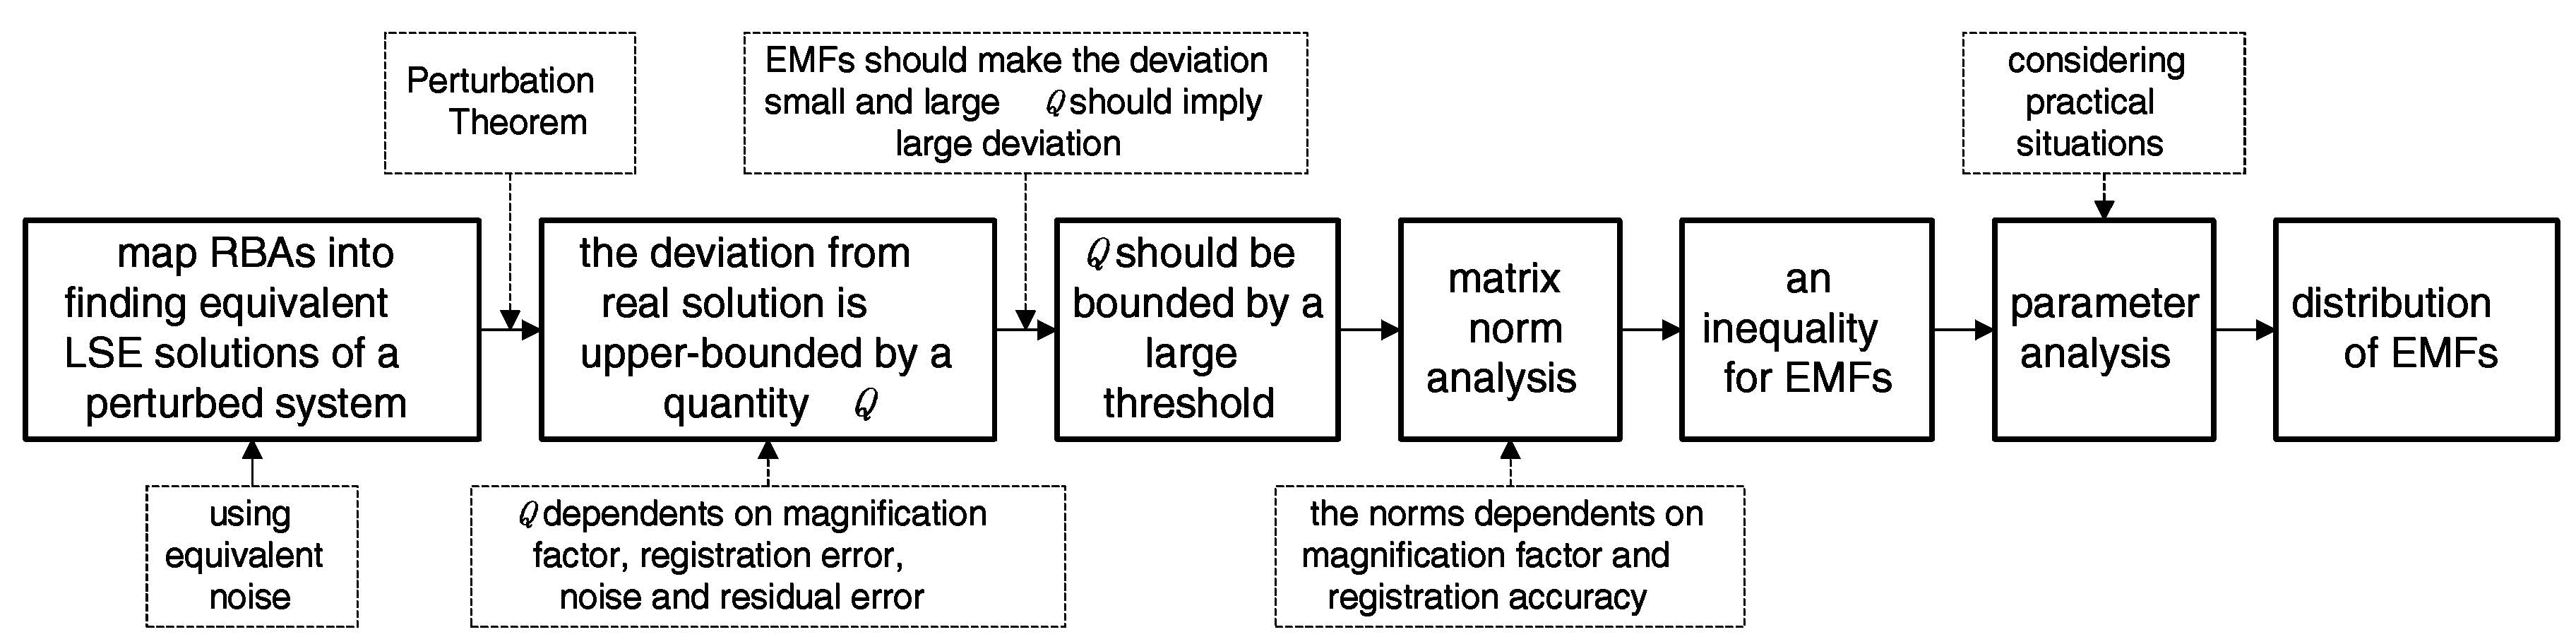 Perturbation
Theorem
EMFs should make the deviation
small and large Q should imply
large deviation
considering
practical
situations
map RBAs into
finding equivalent
LSE solutions of a
perturbed system
the deviation from
real solution is
upper-bounded by a
quantity Q
Q should be
bounded by a
large
threshold
matrix
norm
analysis
an
inequality
for EMFs
parameter
analysis
distribution
of EMFs
using
equivalent
noise
Q dependents on magnification
factor, registration error,
noise and residual error
the norms dependents on
magnification factor and
registration accuracy